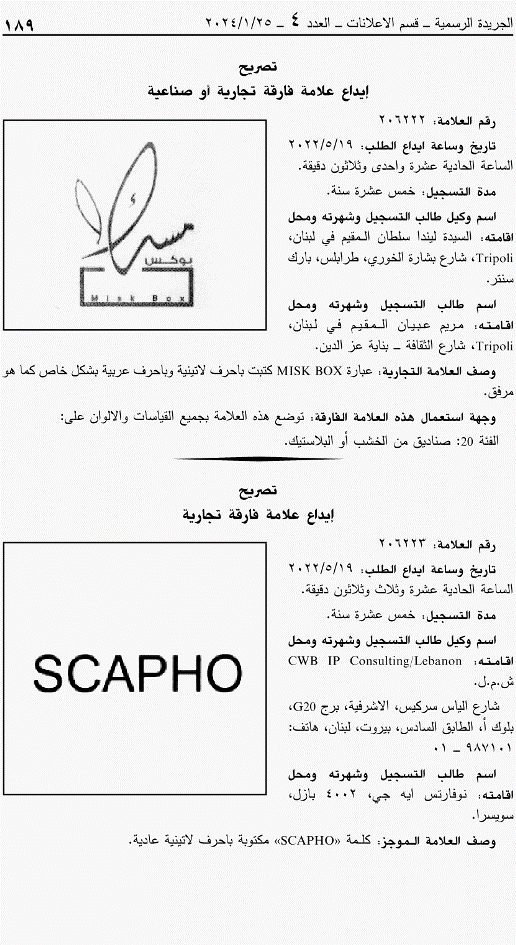 الجريدة الرسمية ــ قسم الاعلانات ــ العدد ٤ ــ ٢٠٢٤/١/٢٥
١٨٩
تصريح
إيداع علامة فارقة تجارية أو صناعية
رقم العلامة: ٢٠٦٢٢٢
تاريخ وساعة ايداع الطلب: ٢٠٢٢/٥/١٩
الساعة الحادية عشرة واحدى وثلاثون دقيقة.
مدة التسجيل: خمس عشرة سنة.
اسم وكيل طالب التسجيل وشهرته ومحل
اقامته: السيدة ليندا سلطان المقيم في لبنان،
Tripoli، شارع بشارة الخوري، طرابلس، بارك
سنتر.
اسم طالب التسجيل وشهرته ومحل
اقامته: مريم عبيان المقيم في لبنان،
Tripoli، شارع الثقافة ــ بناية عز الدين.
مسك
بوكس
Misk Box
وصف العلامة التجارية: عبارة MISK BOX كتبت باحرف لاتينية وباحرف عربية بشكل خاص كما هو
مرفق.
وجهة استعمال هذه العلامة الفارقة: توضع هذه العلامة بجميع القياسات والالوان على:
الفئة 20: صناديق من الخشب أو البلاستيك.
تصريح
إيداع علامة فارقة تجارية
رقم العلامة: ٢٠٦٢٢٣
تاريخ وساعة ايداع الطلب: ٢٠٢٢/٥/١٩
الساعة الحادية عشرة وثلاث وثلاثون دقيقة.
مدة التسجيل: خمس عشرة سنة.
اسم وكيل طالب التسجيل وشهرته ومحل
اقامته: CWB IP Consulting/Lebanon
ش.م.ل.
شارع الياس سركيس، الاشرفية، برج G20،
بلوك أ، الطابق السادس، بيروت، لبنان، هاتف:
٩٨٧١٠١ ــ ٠١
اسم طالب التسجيل وشهرته ومحل
اقامته: نوفارتس ايه جي، ٤٠٠٢ بازل،
سويسرا.
SCAPHO
وصف العلامة الموجز: كلمة «SCAPHO» مكتوبة باحرف لاتينية عادية.